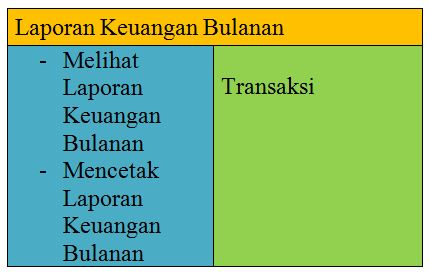 Laporan Keuangan Bulanan
- Melihat
Laporan
Keuangan
Bulanan
- Mencetak
Laporan
Keuangan
Bulanan
Transaksi